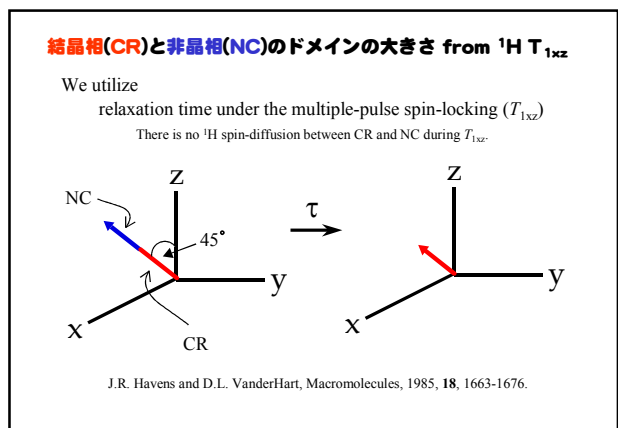 結晶相(CR)と非晶相(NC)のドメインの大きさ from ¹H T₁ₓz
We utilize
relaxation time under the multiple-pulse spin-locking (T₁ₓz)
There is no ¹H spin-diffusion between CR and NC during T₁ₓz.
z
NC
45°
y
x
CR
τ
z
y
x
J.R. Havens and D.L. VanderHart, Macromolecules, 1985, 18, 1663-1676.